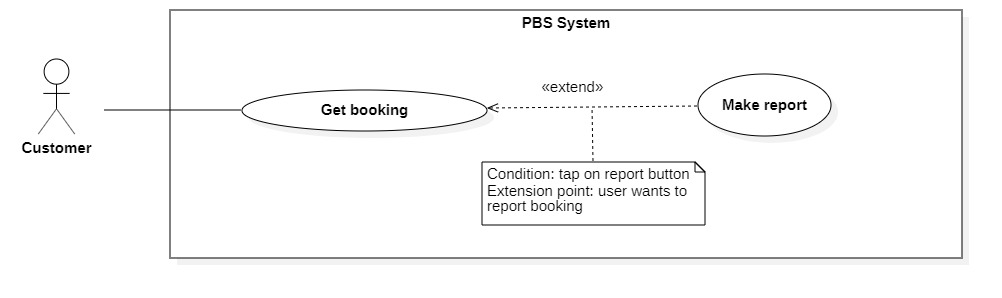 PBS System
«extend»
Get booking
Make report
Customer
Condition: tap on report button
Extension point: user wants to
report booking